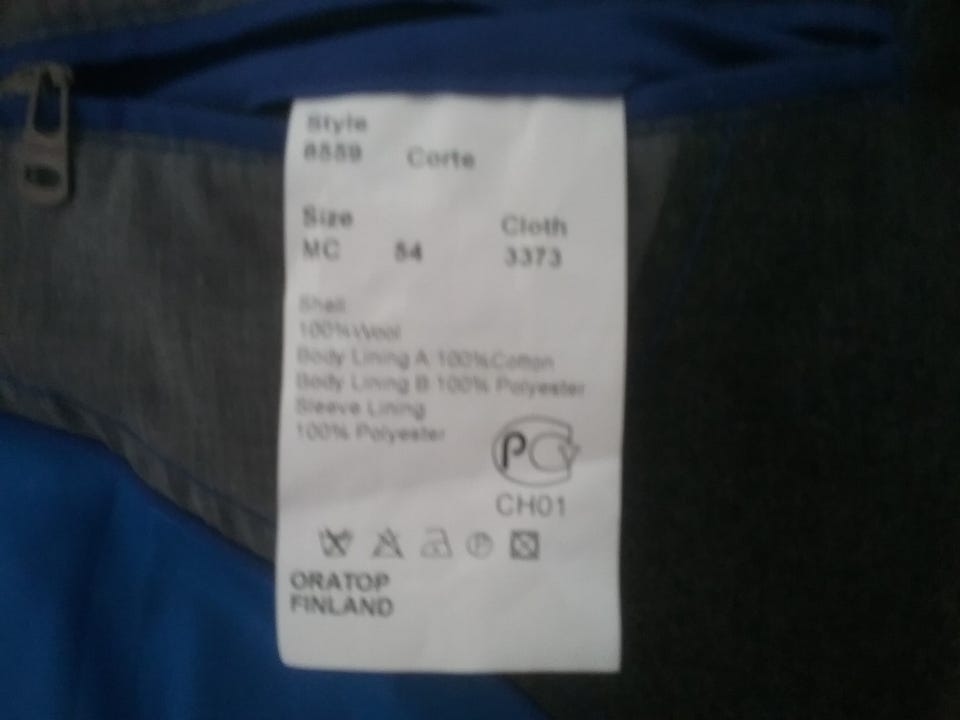 Style
8559 Corte
Size Cloth
MC 54 3373
Shell
100%Wool
Body Lining A 100%Cotton
Body Lining B 100% Polyester
Sleeve Lining
100% Polyester
PC
CH01
ORATOP
FINLAND